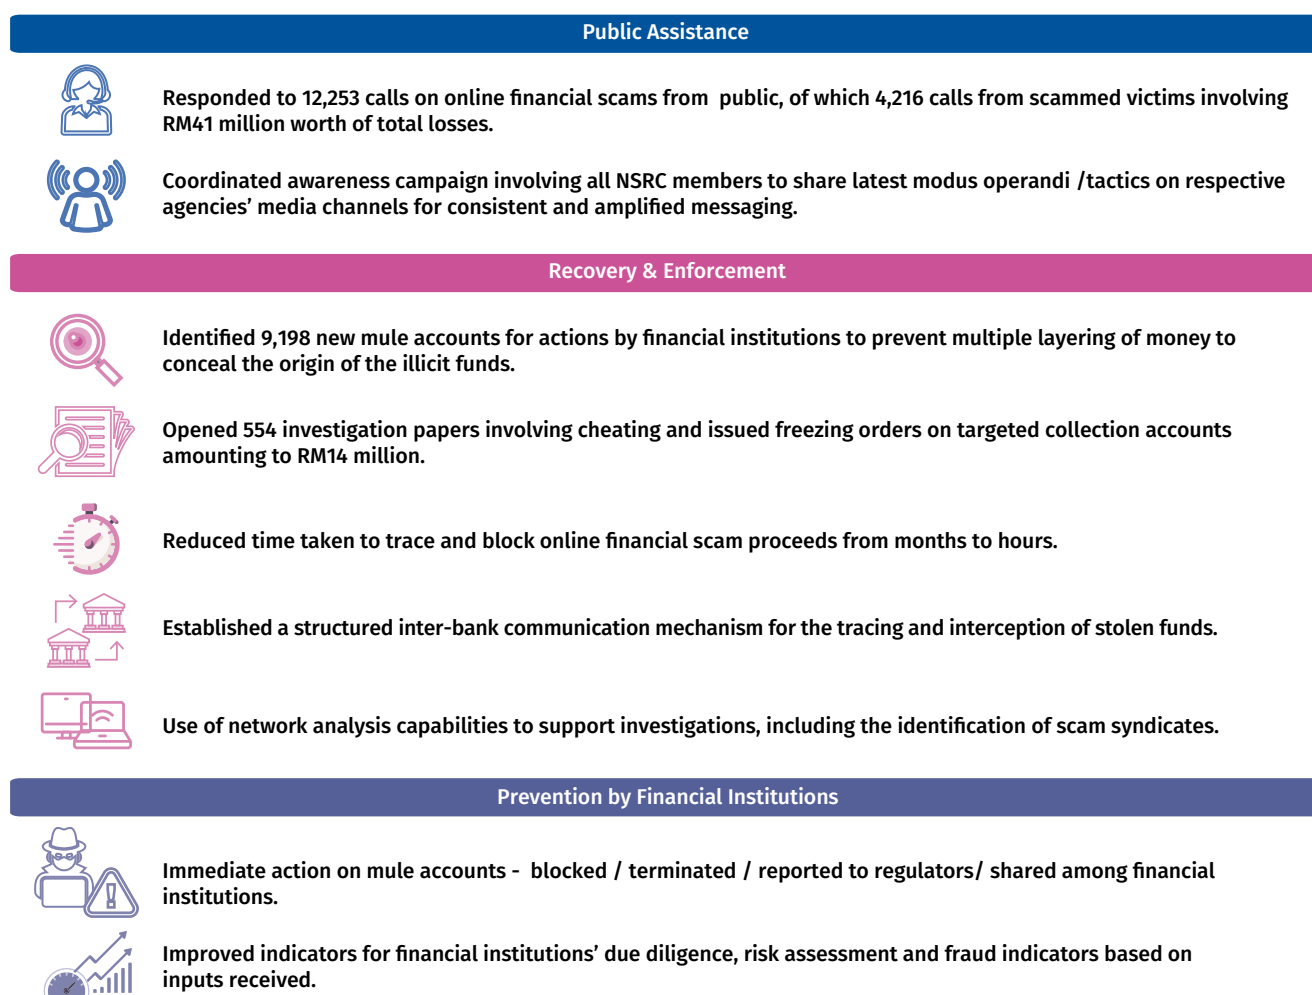 Public Assistance
Responded to 12,253 calls on online financial scams from public, of which 4,216 calls from scammed victims involving
RM41 million worth of total losses.
Coordinated awareness campaign involving all NSRC members to share latest modus operandi /tactics on respective
agencies’ media channels for consistent and amplified messaging.
Recovery & Enforcement
Identified 9,198 new mule accounts for actions by financial institutions to prevent multiple layering of money to
conceal the origin of the illicit funds.
Opened 554 investigation papers involving cheating and issued freezing orders on targeted collection accounts
amounting to RM14 million.
Reduced time taken to trace and block online financial scam proceeds from months to hours.
Established a structured inter-bank communication mechanism for the tracing and interception of stolen funds.
Use of network analysis capabilities to support investigations, including the identification of scam syndicates.
Prevention by Financial Institutions
Immediate action on mule accounts - blocked / terminated / reported to regulators/ shared among financial
institutions.
Improved indicators for financial institutions’ due diligence, risk assessment and fraud indicators based on
inputs received.